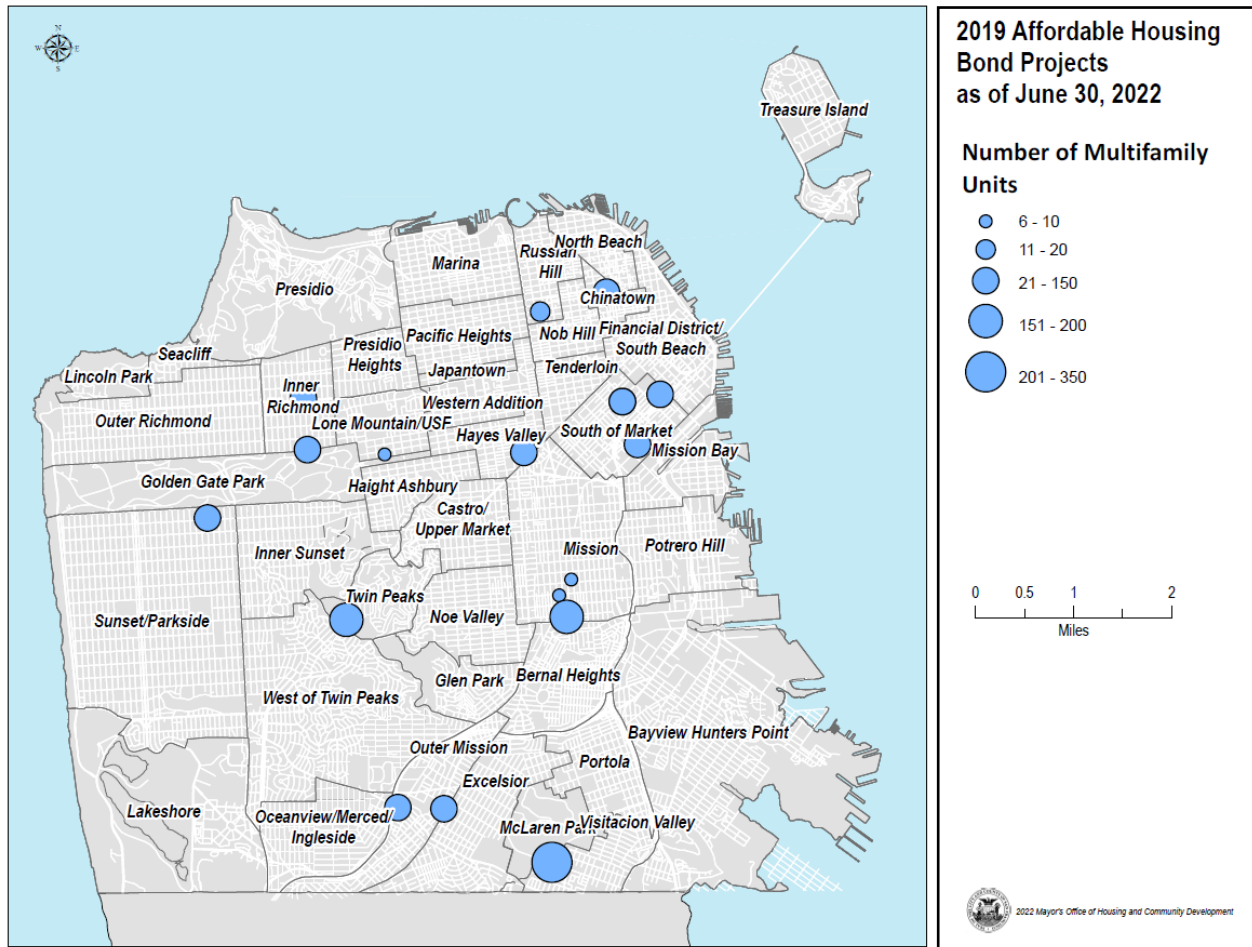 N
W
E
S
Treasure Island
North Beach
Russian
Hill
Marina
Chinatown
Presidio
Nob Hill
Financial District/
South Beach
Pacific Heights
Presidio
Heights
Seacliff
Japantown
Tenderloin
Lincoln Park
Inner
Richmond
Western Addition
Outer Richmond
Lone Mountain/USF
Hayes Valley
South of Market
Mission Bay
Golden Gate Park
Haight Ashbury
Castro/
Upper Market
Inner Sunset
Mission
Potrero Hill
Twin Peaks
Sunset/Parkside
Noe Valley
Glen Park
Bernal Heights
West of Twin Peaks
Bayview Hunters Point
Outer Mission
Portola
Excelsior
Lakeshore
Oceanview/Merced/
Ingleside
McLaren Park
Visitacion Valley
2019 Affordable Housing
Bond Projects
as of June 30, 2022
Number of Multifamily
Units
6 - 10
11 - 20
21 - 150
151 - 200
201 - 350
0 0.5 1 2
Miles
2022 Mayor's Office of Housing and Community Development